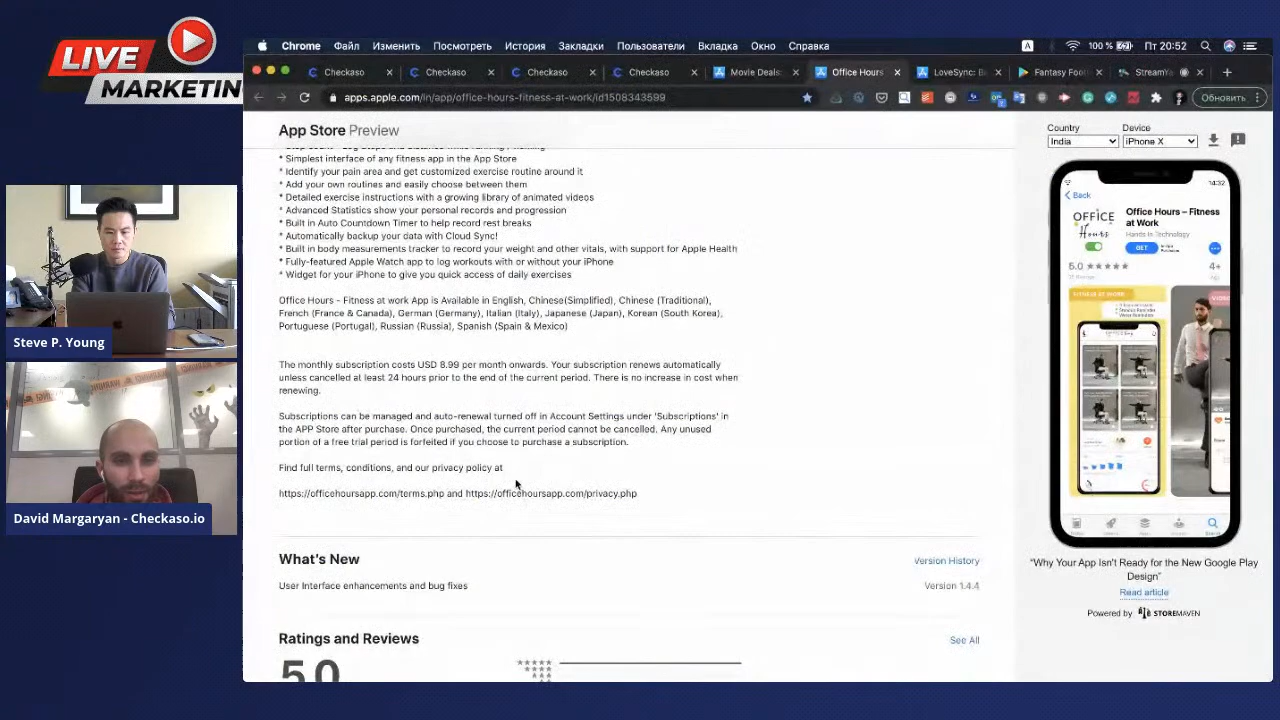 LIVE
MARKETIN
Chrome Файл Изменить Посмотреть История Закладки Пользователи Вкладка Окно Справка
A 100 % Пт 20:52
Checkaso × Checkaso × Checkaso × Checkaso × Movie Deals: × Office Hours × LoveSync: B × Fantasy Foo × StreamY × +
apps.apple.com/in/app/office-hours-fitness-at-work/id1508343599
Обновить
App Store Preview
* Simplest interface of any fitness app in the App Store
* Identify your pain area and get customized exercise routine around it
* Add your own routines and easily choose between them
* Detailed exercise instructions with a growing library of animated videos
* Advanced Statistics show your personal records and progression
* Built in Auto Countdown Timer to help record rest breaks
* Automatically backup your data with Cloud Sync!
* Built in body measurements tracker to record your weight and other vitals, with support for Apple Health
* Fully-featured Apple Watch app to log workouts with or without your iPhone
* Widget for your iPhone to give you quick access of daily exercises
Office Hours - Fitness at work App is Available in English, Chinese(Simplified), Chinese (Traditional),
French (France & Canada), German (Germany), Italian (Italy), Japanese (Japan), Korean (South Korea),
Portuguese (Portugal), Russian (Russia), Spanish (Spain & Mexico)
The monthly subscription costs USD 8.99 per month onwards. Your subscription renews automatically
unless cancelled at least 24 hours prior to the end of the current period. There is no increase in cost when
renewing.
Subscriptions can be managed and auto-renewal turned off in Account Settings under 'Subscriptions' in
the APP Store after purchase. Once purchased, the current period cannot be cancelled. Any unused
portion of a free trial period is forfeited if you choose to purchase a subscription.
Find full terms, conditions, and our privacy policy at
https://officehoursapp.com/terms.php and https://officehoursapp.com/privacy.php
What's New
Version History
User Interface enhancements and bug fixes
Version 1.4.4
Ratings and Reviews
See All
5.0
Country
India
Device
iPhone X
14:32
Back
OFFICE
Hours
Office Hours – Fitness
at Work
Hands In Technology
GET
5.0
4+
FITNESS AT WORK
"Why Your App Isn't Ready for the New Google Play
Design"
Read article
Powered by STOREMAVEN
Steve P. Young
David Margaryan - Checkaso.io